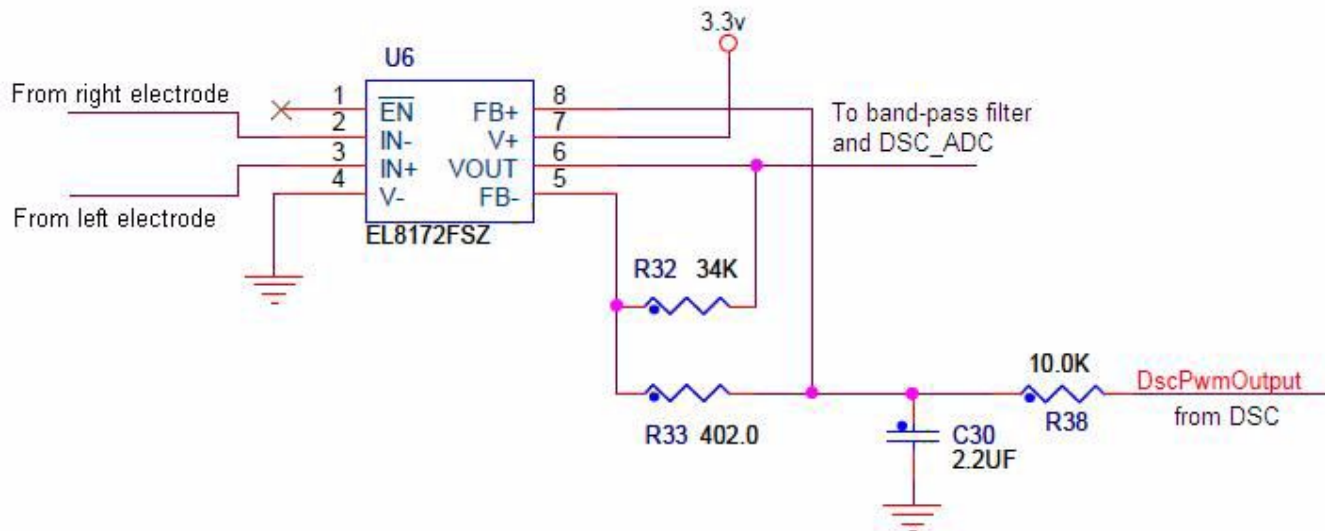 3.3v
U6
From right electrode
1
EN
FB+
8
2
IN-
V+
7
3
IN+
VOUT
6
4
V-
FB-
5
To band-pass filter
and DSC_ADC
From left electrode
EL8172FSZ
R32 34K
10.0K
DscPwmOutput
from DSC
R33 402.0
C30
2.2UF
R38